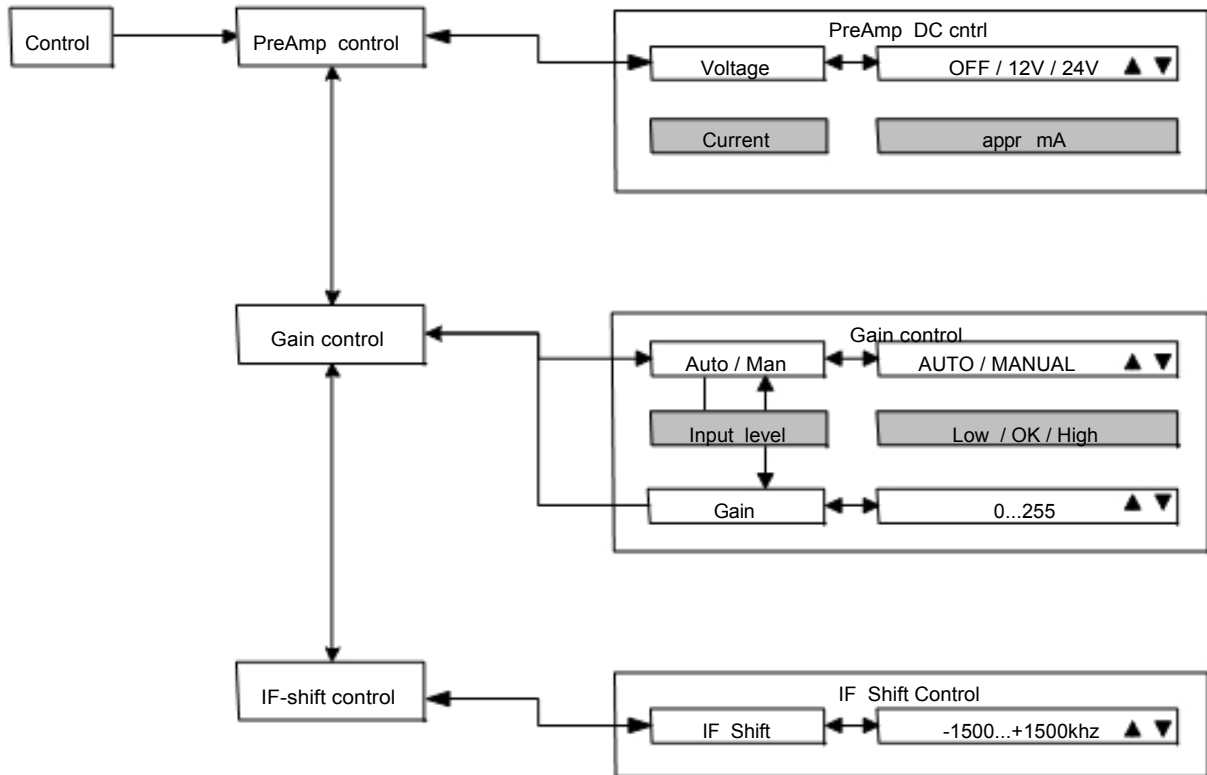 Control
PreAmp control
PreAmp DC cntrl
Voltage
OFF / 12V / 24V
Current
appr mA
Gain control
Gain control
Auto / Man
AUTO / MANUAL
Input level
Low / OK / High
Gain
0...255
IF-shift control
IF Shift Control
IF Shift
-1500...+1500khz